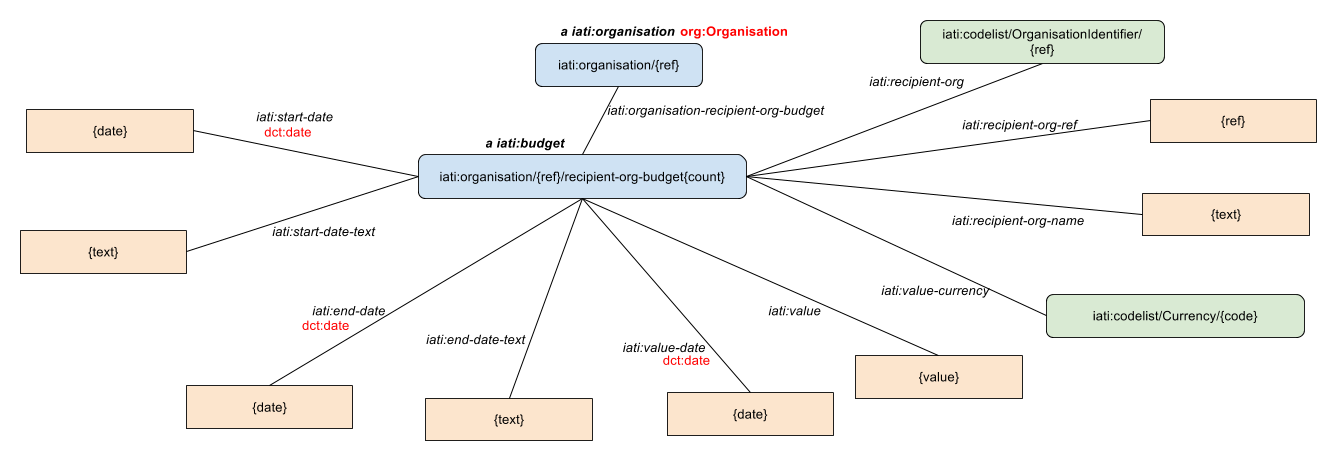 a iati:organisation org:Organisation
iati:organisation/{ref}
iati:codelist/OrganisationIdentifier/
{ref}
iati:recipient-org
iati:organisation-recipient-org-budget
iati:start-date
dct:date
{date}
iati:recipient-org-ref
{ref}
a iati:budget
iati:organisation/{ref}/recipient-org-budget{count}
iati:recipient-org-name
{text}
iati:start-date-text
{text}
iati:value-currency
iati:codelist/Currency/{code}
iati:end-date
dct:date
iati:end-date-text
iati:value-date
dct:date
iati:value
{value}
{date}
{text}
{date}